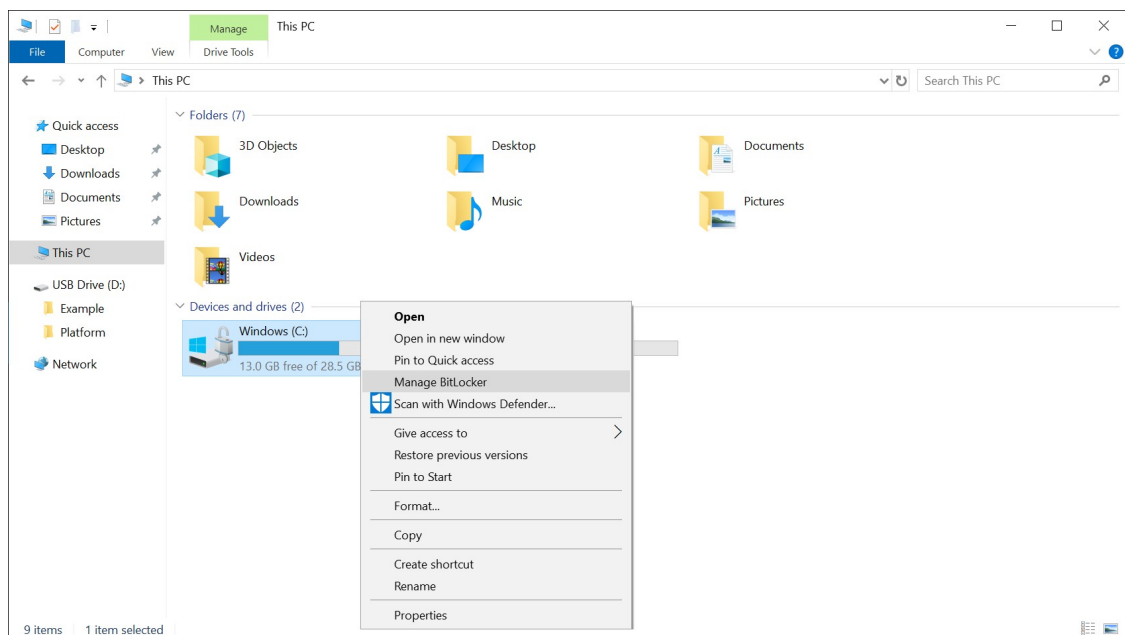 Manage
This PC
File
Computer
View
Drive Tools
This PC
Search This PC
Quick access
Desktop
Downloads
Documents
Pictures
This PC
USB Drive (D:)
Example
Platform
Network
Folders (7)
3D Objects
Desktop
Documents
Downloads
Music
Pictures
Videos
Devices and drives (2)
Windows (C:)
13.0 GB free of 28.5 GB
Open
Open in new window
Pin to Quick access
Manage BitLocker
Scan with Windows Defender...
Give access to
Restore previous versions
Pin to Start
Format...
Copy
Create shortcut
Rename
Properties
9 items
1 item selected